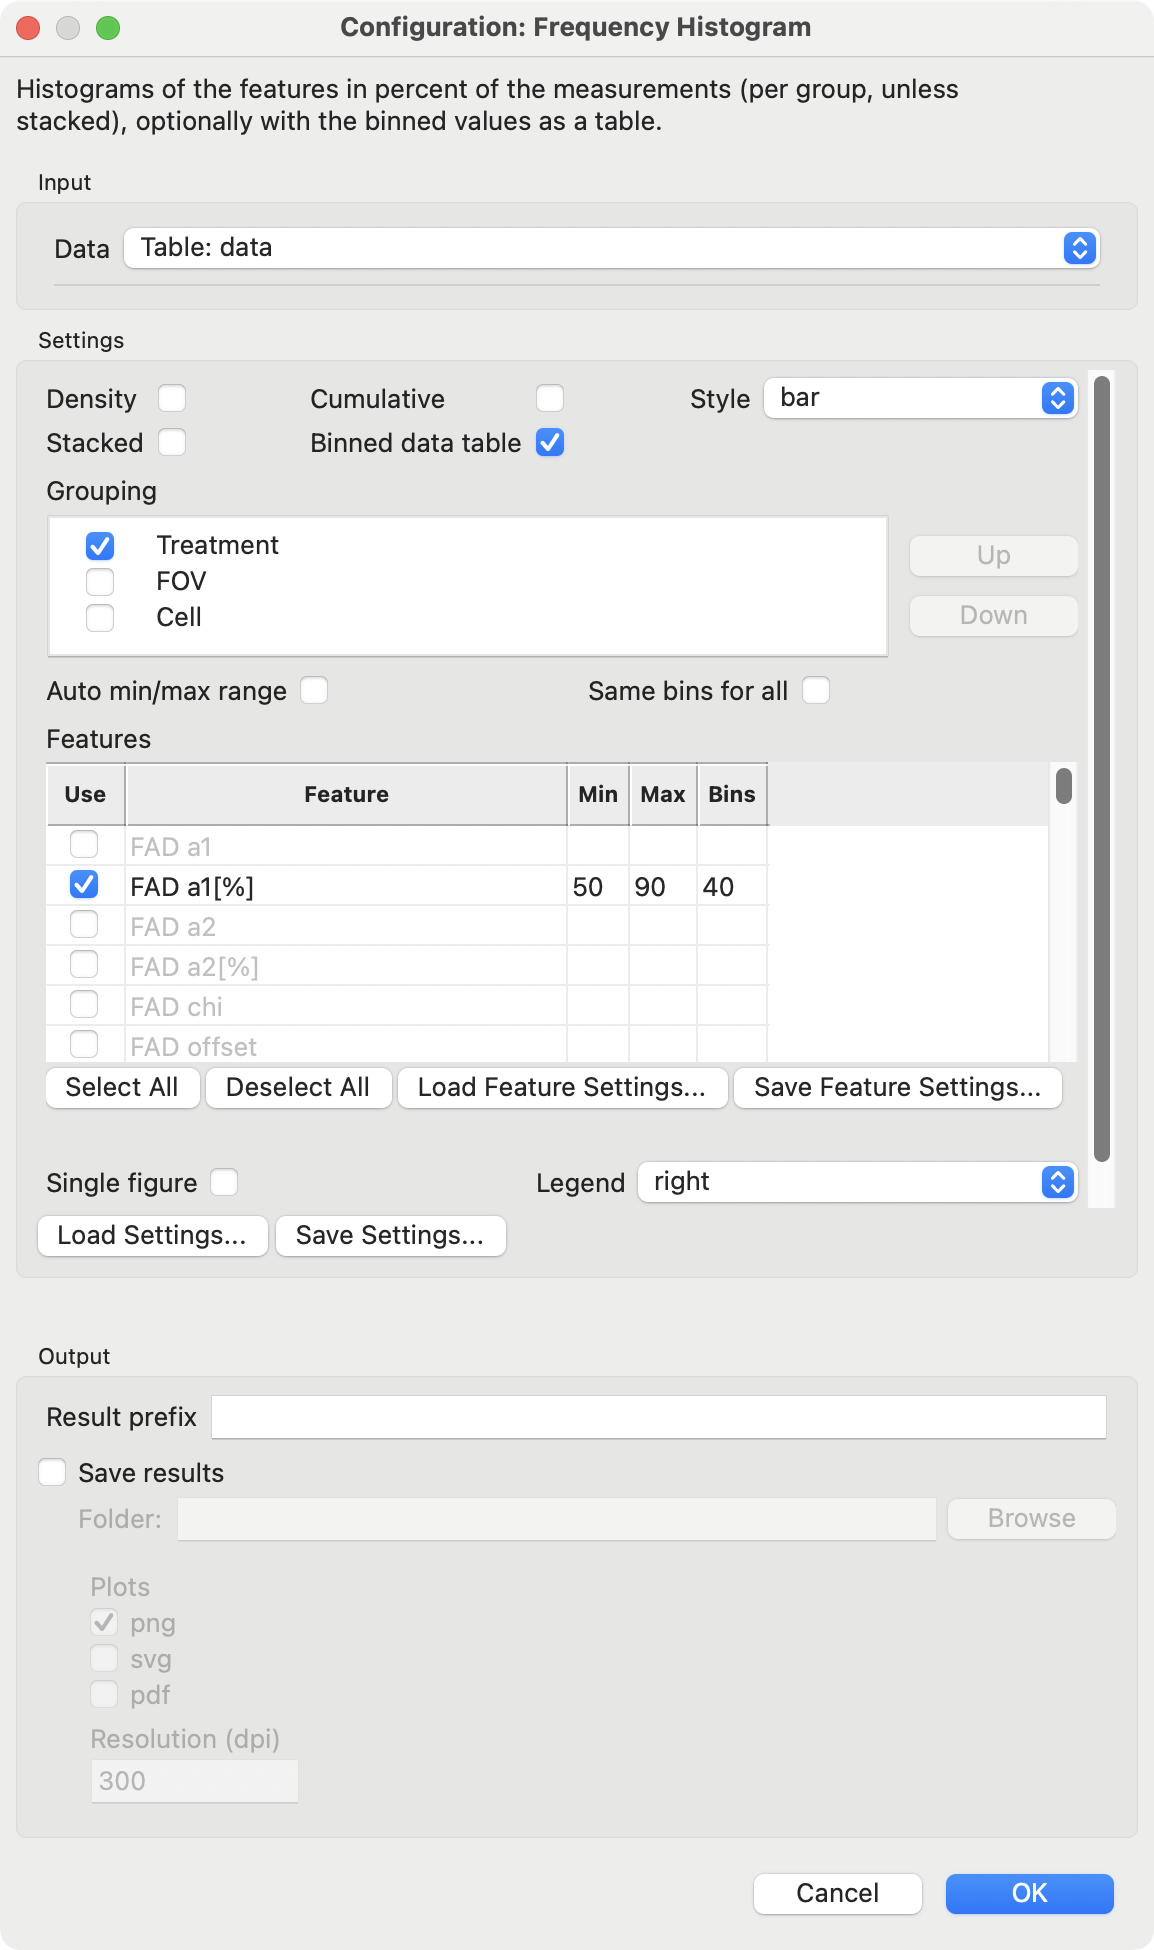 Configuration: Frequency Histogram
Histograms of the features in percent of the measurements (per group, unless
stacked), optionally with the binned values as a table.
Input
Data Table: data
Settings
Density Cumulative Style bar
Stacked Binned data table
Grouping
Treatment
FOV
Cell
Up
Down
Auto min/max range Same bins for all
Features
Use Feature Min Max Bins
FAD a1
FAD a1[%] 50 90 40
FAD a2
FAD a2[%]
FAD chi
FAD offset
Select All Deselect All Load Feature Settings... Save Feature Settings...
Single figure Legend right
Load Settings... Save Settings...
Output
Result prefix
Save results
Folder: Browse
Plots
png
svg
pdf
Resolution (dpi)
300
Cancel OK